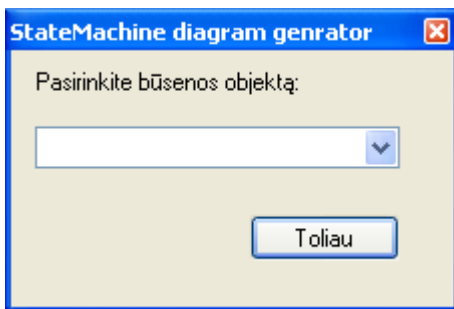 StateMachine diagram genrator
Pasirinkite būsenos objektą:
Toliau